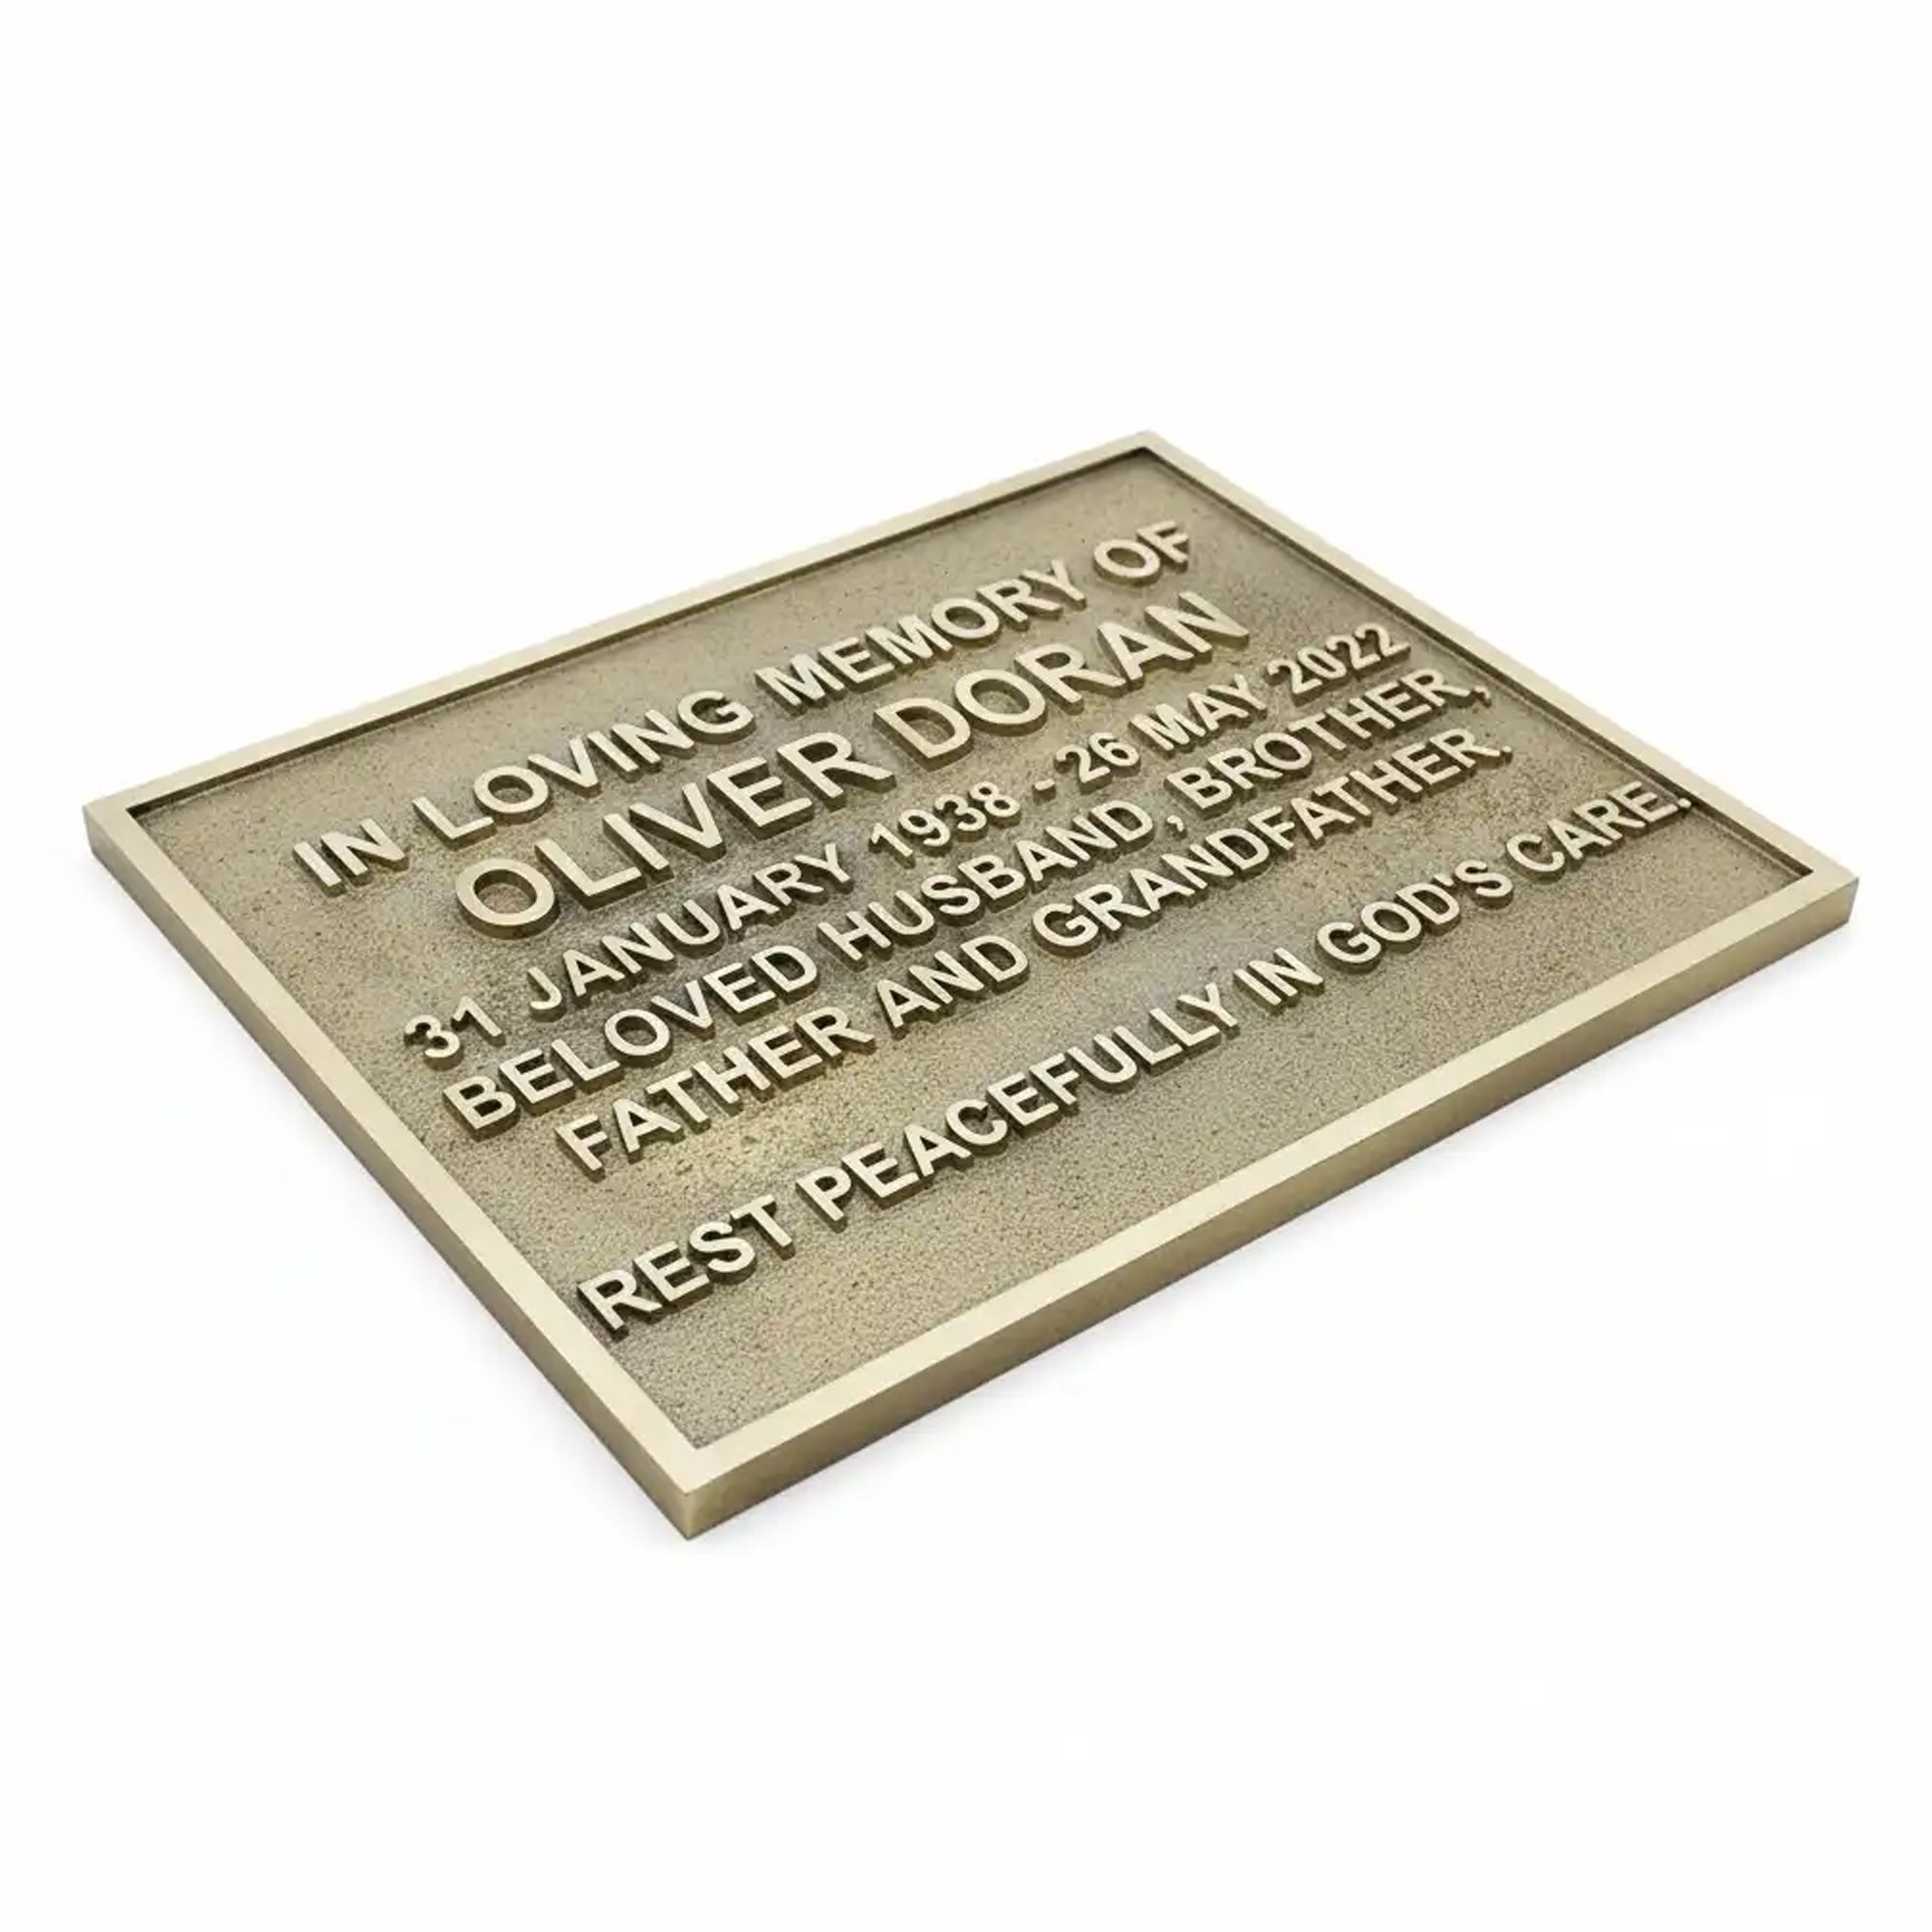 IN LOVING MEMORY OF
OLIVER DORAN
31 JANUARY 1938 - 26 MAY 2022
BELOVED HUSBAND, BROTHER,
FATHER AND GRANDFATHER.
REST PEACEFULLY IN GOD'S CARE.